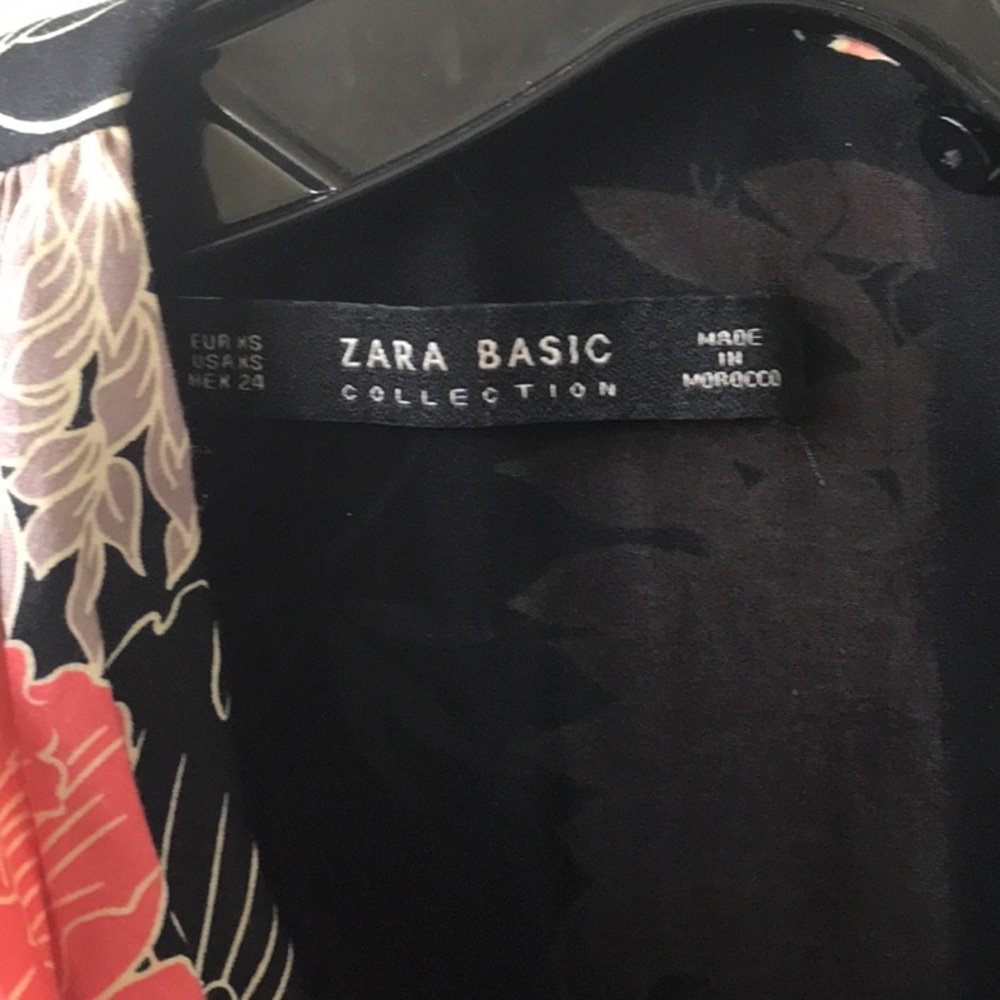 EUR XS
USA XS
MEX 24
ZARA BASIC
COLLECTION
MADE
IN
MOROCCO